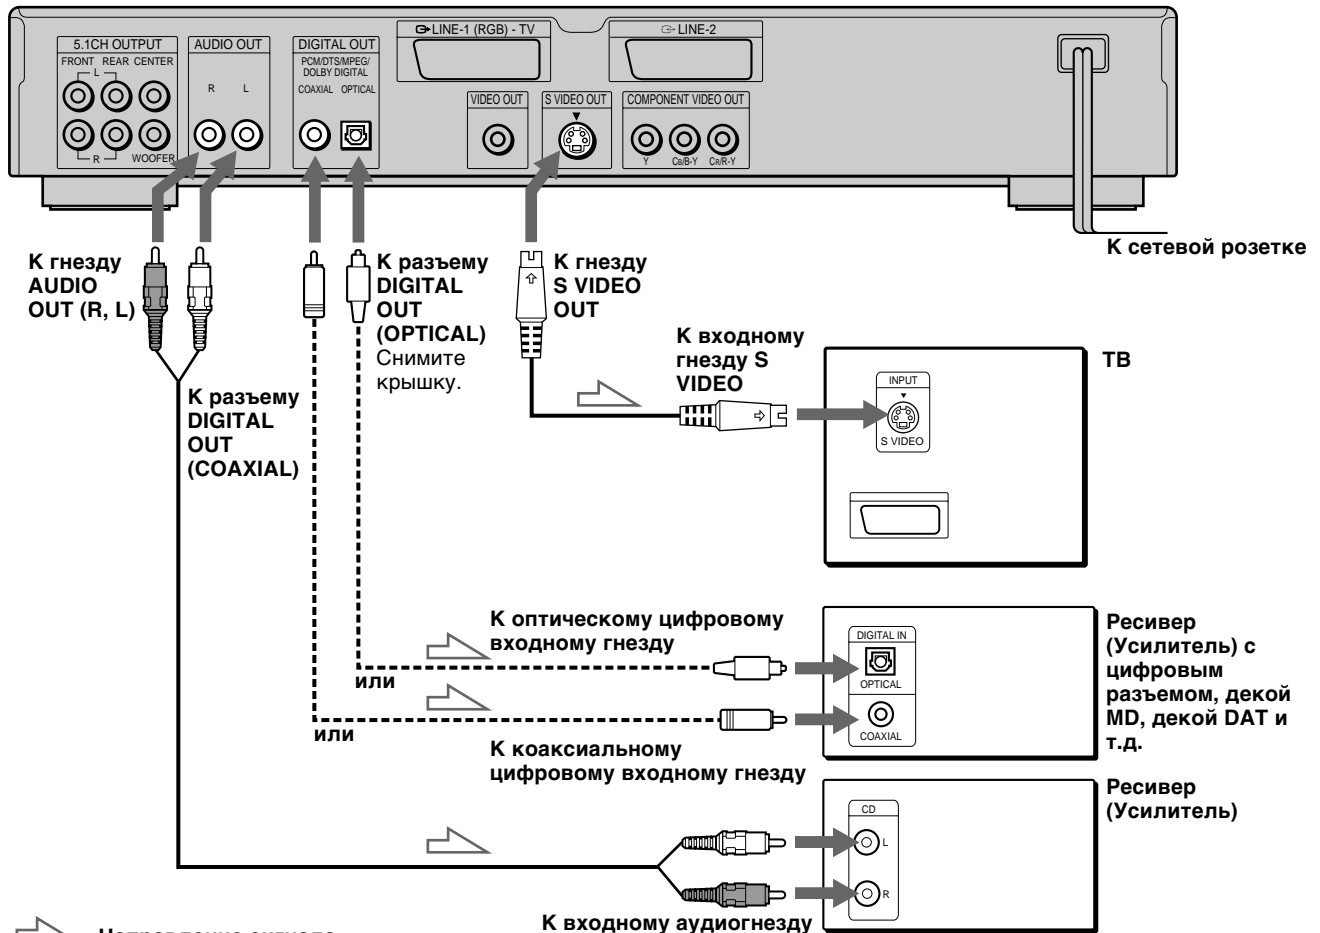 LINE-1 (RGB) - TV
LINE-2
5.1CH OUTPUT
AUDIO OUT
DIGITAL OUT
FRONT REAR CENTER
L
R
WOOFER
R L
PCM/DTS/MPEG/
DOLBY DIGITAL
COAXIAL OPTICAL
VIDEO OUT
S VIDEO OUT
COMPONENT VIDEO OUT
Y
CB/B-Y
CR/R-Y
К сетевой розетке
К гнезду
AUDIO
OUT (R, L)
К разъему
DIGITAL
OUT
(OPTICAL)
Снимите
крышку.
К гнезду
S VIDEO
OUT
К разъему
DIGITAL
OUT
(COAXIAL)
К входному
гнезду S
VIDEO
ТВ
INPUT
S VIDEO
К оптическому цифровому
входному гнезду
или
или
К коаксиальному
цифровому входному гнезду
DIGITAL IN
OPTICAL
COAXIAL
Ресивер
(Усилитель) с
цифровым
разъемом, декой
MD, декой DAT и
т.д.
Ресивер
(Усилитель)
CD
L
R
К входному аудиогнезду